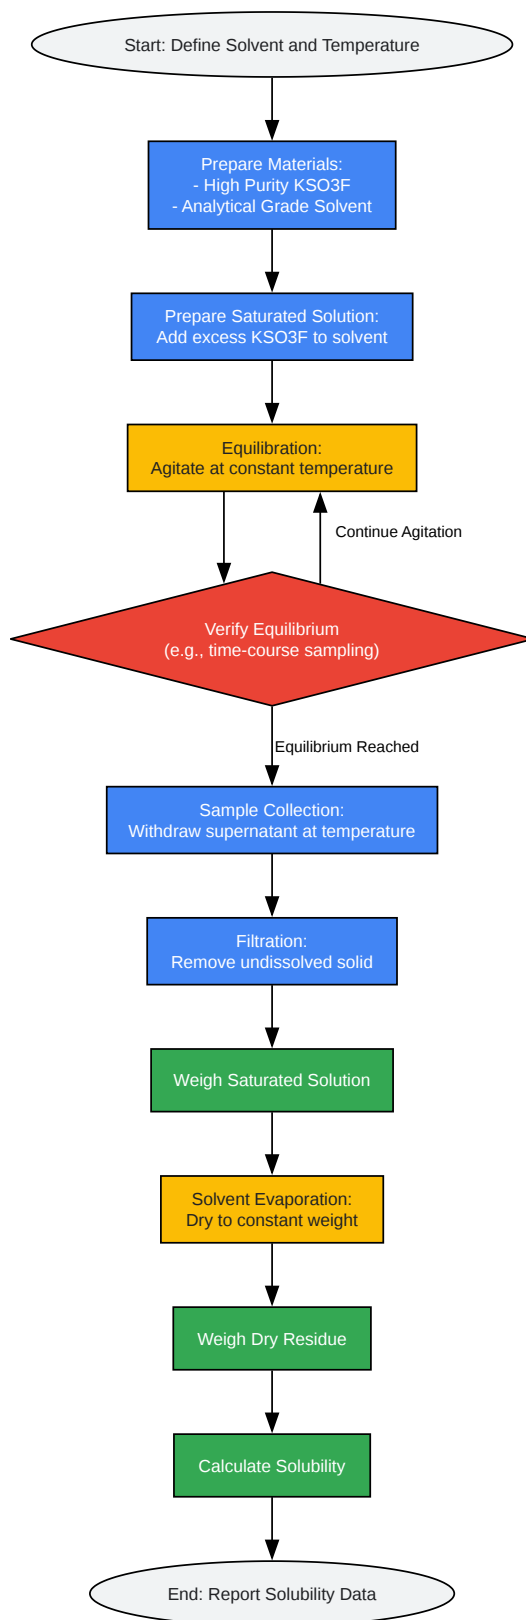 Start: Define Solvent and Temperature
Prepare Materials:
- High Purity KSO3F
- Analytical Grade Solvent
Prepare Saturated Solution:
Add excess KSO3F to solvent
Equilibration:
Agitate at constant temperature
Continue Agitation
Verify Equilibrium
(e.g., time-course sampling)
Equilibrium Reached
Sample Collection:
Withdraw supernatant at temperature
Filtration:
Remove undissolved solid
Weigh Saturated Solution
Solvent Evaporation:
Dry to constant weight
Weigh Dry Residue
Calculate Solubility
End: Report Solubility Data